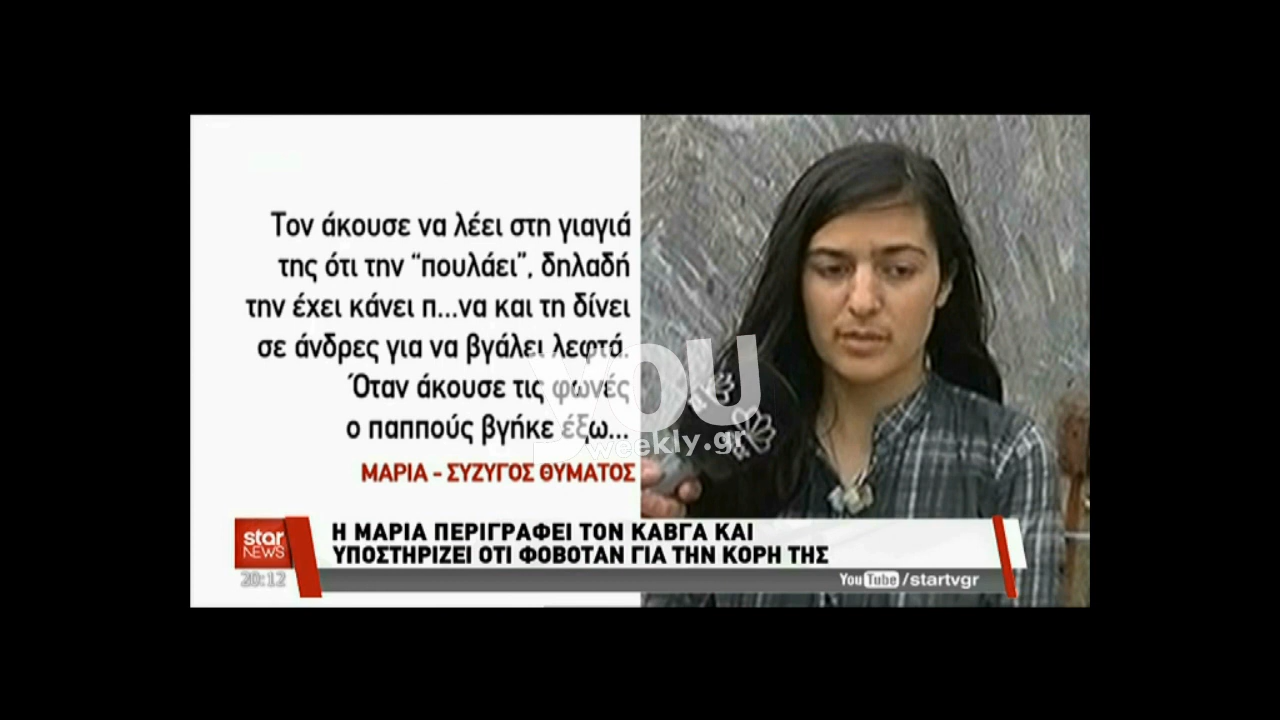 Τον άκουσε να λέει στη γιαγιά
της ότι την “πουλάει”, δηλαδή
την έχει κάνει π...να και τη δίνει
σε άνδρες για να βγάλει λεφτά.
Όταν άκουσε τις φωνές
ο παππούς βγήκε έξω...
ΜΑΡΙΑ - ΣΥΖΥΓΟΣ ΘΥΜΑΤΟΣ
you
weekly.gr
star
NEWS
20:12
Η ΜΑΡΙΑ ΠΕΡΙΓΡΑΦΕΙ ΤΟΝ ΚΑΒΓΑ ΚΑΙ
ΥΠΟΣΤΗΡΙΖΕΙ ΟΤΙ ΦΟΒΟΤΑΝ ΓΙΑ ΤΗΝ ΚΟΡΗ ΤΗΣ
YouTube/startvgr